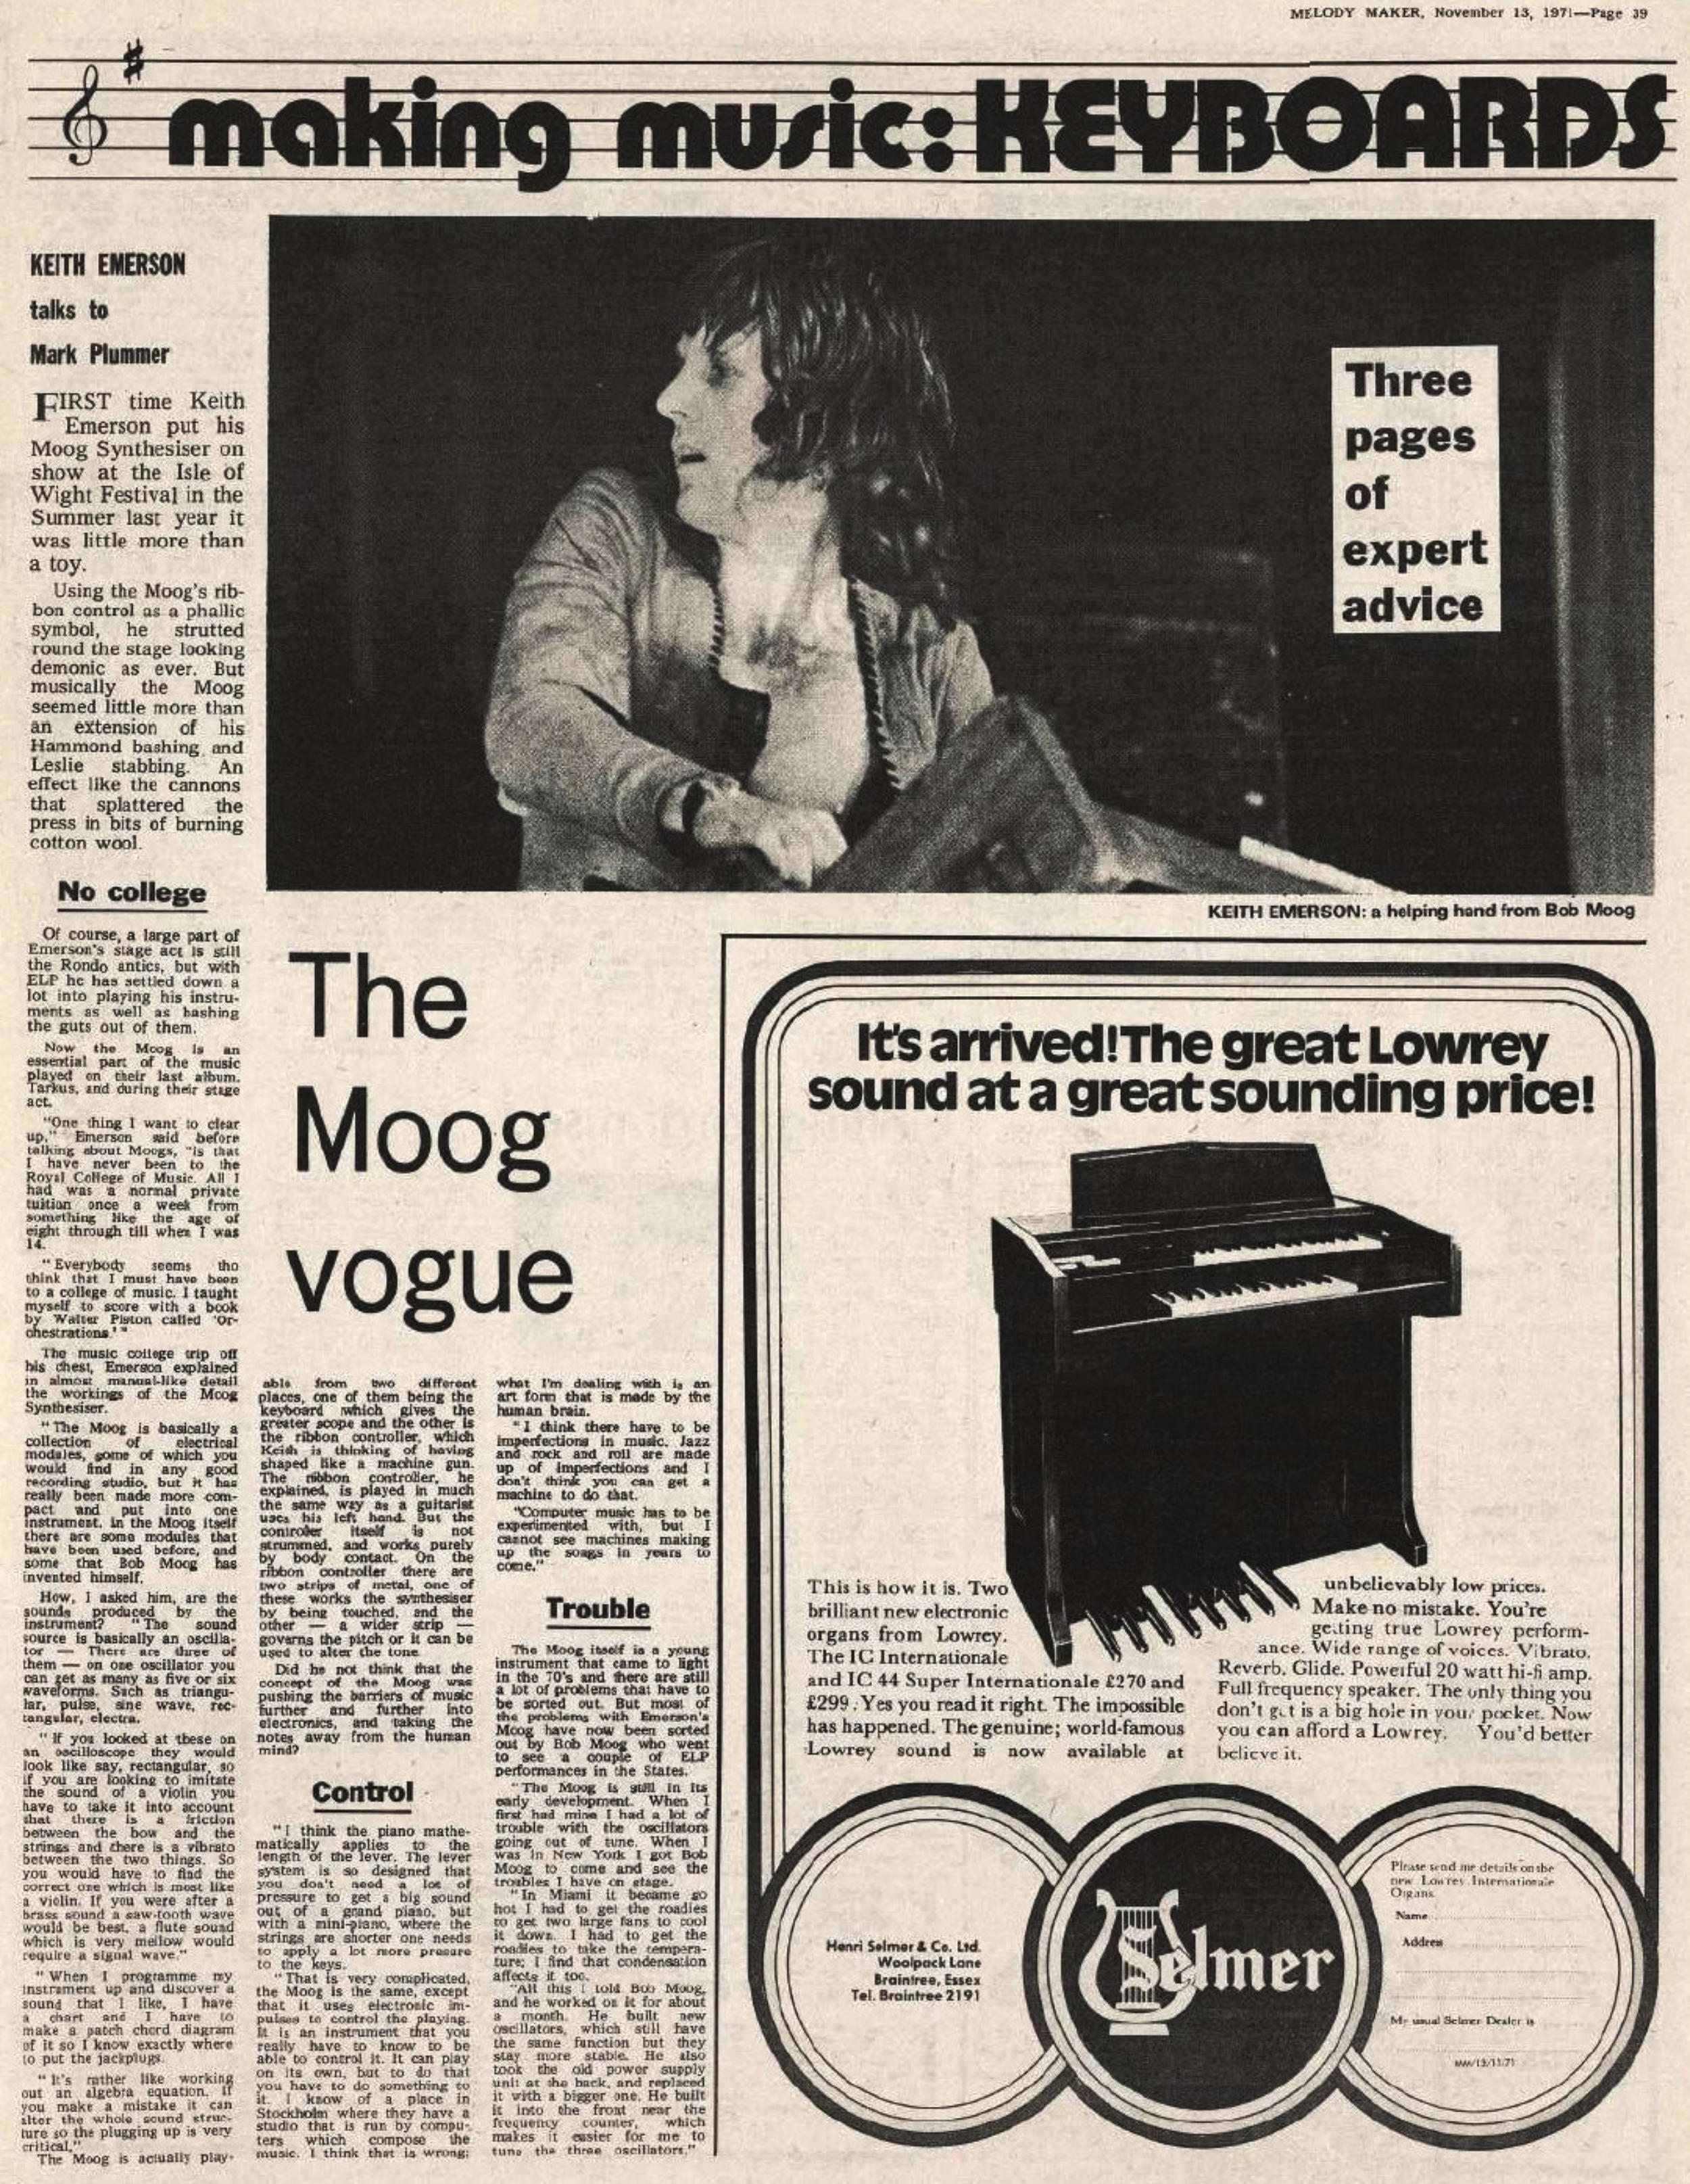 MELODY MAKER, November 13, 1971—Page 39
making music: KEYBOARDS
KEITH EMERSON
talks to
Mark Plummer
FIRST time Keith
Emerson put his
Moog Synthesiser on
show at the Isle of
Wight Festival in the
Summer last year it
was little more than
a toy.
Using the Moog's rib-
bon control as a phallic
symbol, he strutted
round the stage looking
demonic as ever. But
musically the Moog
seemed little more than
an extension of his
Hammond bashing and
Leslie stabbing. An
effect like the cannons
that splattered the
press in bits of burning
cotton wool.
No college
Of course, a large part of
Emerson's stage act is still
the Rondo antics, but with
ELP he has settled down a
lot into playing his instru-
ments as well as bashing
the guts out of them.
Now the Moog is an
essential part of the music
played on their last album,
Tarkus, and during their stage
act.
"One thing I want to clear
up," Emerson said before
talking about Moogs, "is that
I have never been to the
Royal College of Music. All I
had was a normal private
tuition once a week from
something like the age of
eight through till when I was
14.
"Everybody seems tho
think that I must have been
to a college of music. I taught
myself to score with a book
by Walter Piston called 'Or-
chestrations.'"
The music college trip off
his chest, Emerson explained
in almost manual-like detail
the workings of the Moog
Synthesiser.
"The Moog is basically a
collection of electrical
modules, some of which you
would find in any good
recording studio, but it has
really been made more com-
pact and put into one
instrument. In the Moog itself
there are some modules that
have been used before, and
some that Bob Moog has
invented himself.
How, I asked him, are the
sounds produced by the
instrument? "The sound
source is basically an oscilla-
tor — There are three of
them — on one oscillator you
can get as many as five or six
waveforms. Such as triangu-
lar, pulse, sine wave, rec-
tangular, electra.
"If you looked at these on
an oscilloscope they would
look like say, rectangular, so
if you are looking to imitate
the sound of a violin you
have to take it into account
that there is a friction
between the bow and the
strings and there is a vibrato
between the two things. So
you would have to find the
correct one which is most like
a violin. If you were after a
brass sound a saw-tooth wave
would be best, a flute sound
which is very mellow would
require a signal wave."
"When I programme my
instrument up and discover a
sound that I like, I have
a chart and I have to
make a patch chord diagram
of it so I know exactly where
to put the jackplugs.
"It's rather like working
out an algebra equation. If
you make a mistake it can
alter the whole sound struc-
ture so the plugging up is very
critical."
The Moog is actually play-
Three
pages
of
expert
advice
KEITH EMERSON: a helping hand from Bob Moog
The
Moog
vogue
able from two different
places, one of them being the
keyboard which gives the
greater scope and the other is
the ribbon controller, which
Keith is thinking of having
shaped like a machine gun.
The ribbon controller, he
explained, is played in much
the same way as a guitarist
uses his left hand. But the
controler itself is not
strummed, and works purely
by body contact. On the
ribbon controller there are
two strips of metal, one of
these works the synthesiser
by being touched, and the
other — a wider strip —
governs the pitch or it can be
used to alter the tone.
Did he not think that the
concept of the Moog was
pushing the barriers of music
further and further into
electronics, and taking the
notes away from the human
mind?
Control
"I think the piano mathe-
matically applies to the
length of the lever. The lever
system is so designed that
you don't need a lot of
pressure to get a big sound
out of a grand piano, but
with a mini-piano, where the
strings are shorter one needs
to apply a lot more presure
to the keys.
"That is very complicated,
the Moog is the same, except
that it uses electronic im-
pulses to control the playing.
It is an instrument that you
really have to know to be
able to control it. It can play
on its own, but to do that
you have to do something to
it. I know of a place in
Stockholm where they have a
studio that is run by compu-
ters which compose the
music. I think that is wrong;
what I'm dealing with is an
art form that is made by the
human brain.
"I think there have to be
imperfections in music. Jazz
and rock and roll are made
up of imperfections and I
don't think you can get a
machine to do that.
"Computer music has to be
experimented with, but I
cannot see machines making
up the songs in years to
come."
Trouble
The Moog itself is a young
instrument that came to light
in the 70's and there are still
a lot of problems that have to
be sorted out. But most of
the problems with Emerson's
Moog have now been sorted
out by Bob Moog who went
to see a couple of ELP
performances in the States.
"The Moog is still in its
early development. When I
first had mine I had a lot of
trouble with the oscillators
going out of tune. When I
was in New York I got Bob
Moog to come and see the
troubles I have on stage.
"In Miami it became so
hot I had to get the roadies
to get two large fans to cool
it down. I had to get the
roadies to take the tempera-
ture; I find that condensation
affects it too.
"All this I told Bob Moog,
and he worked on it for about
a month. He built new
oscillators, which still have
the same function but they
stay more stable. He also
took the old power supply
unit at the back, and replaced
it with a bigger one. He built
it into the front near the
frequency counter, which
makes it easier for me to
tune the three oscillators."
It's arrived! The great Lowrey
sound at a great sounding price!
This is how it is. Two
brilliant new electronic
organs from Lowrey.
The IC Internationale
and IC 44 Super Internationale £270 and
£299. Yes you read it right. The impossible
has happened. The genuine; world-famous
Lowrey sound is now available at
unbelievably low prices.
Make no mistake. You're
getting true Lowrey perform-
ance. Wide range of voices. Vibrato.
Reverb. Glide. Powerful 20 watt hi-fi amp.
Full frequency speaker. The only thing you
don't get is a big hole in your pocket. Now
you can afford a Lowrey. You'd better
believe it.
Henri Selmer & Co. Ltd.
Woolpack Lane
Braintree, Essex
Tel. Braintree 2191
Selmer
Please send me details on the
new Lowrey Internationale
Organs.
Name
Address
My usual Selmer Dealer is
MM/13/11/71